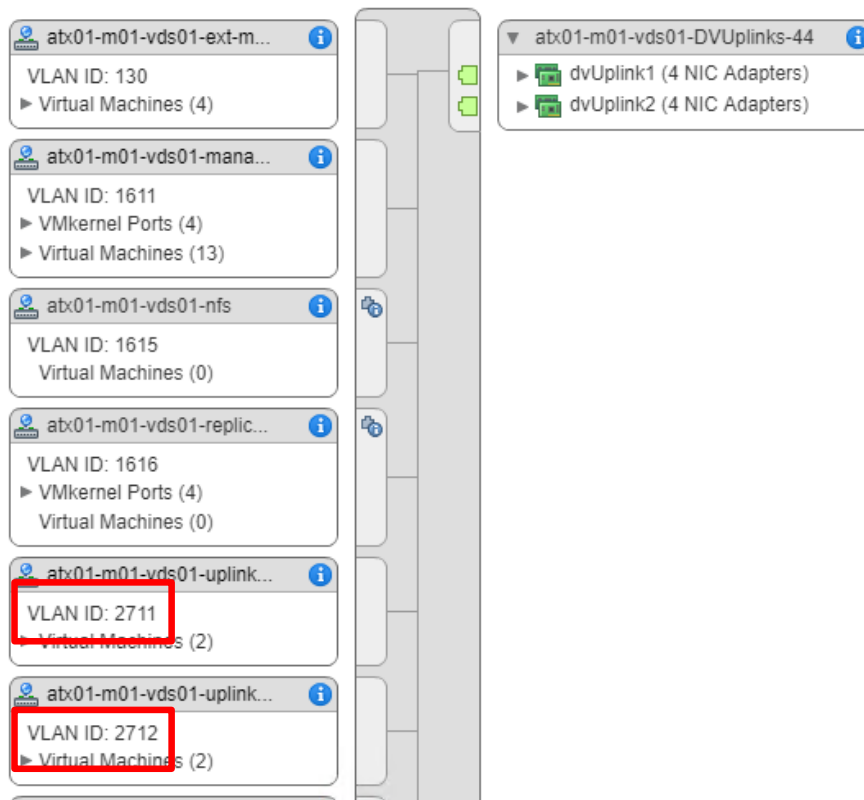 atx01-m01-vds01-ext-m...
VLAN ID: 130
Virtual Machines (4)
atx01-m01-vds01-mana...
VLAN ID: 1611
VMkernel Ports (4)
Virtual Machines (13)
atx01-m01-vds01-nfs
VLAN ID: 1615
Virtual Machines (0)
atx01-m01-vds01-replic...
VLAN ID: 1616
VMkernel Ports (4)
Virtual Machines (0)
atx01-m01-vds01-uplink...
VLAN ID: 2711
Virtual Machines (2)
atx01-m01-vds01-uplink...
VLAN ID: 2712
Virtual Machines (2)
atx01-m01-vds01-DVUplinks-44
dvUplink1 (4 NIC Adapters)
dvUplink2 (4 NIC Adapters)